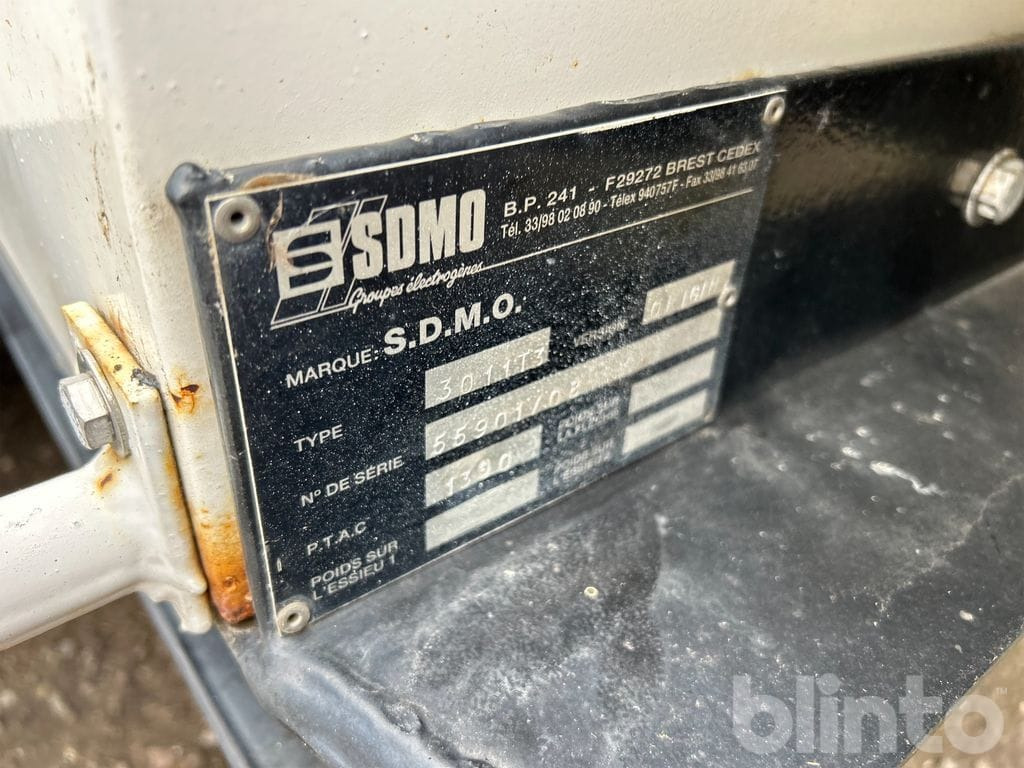 SDMO
Groupes électrogènes
B.P. 241 - F29272 BREST CEDEX
Tél. 33/98 02 08 90 - Télex 940757F - Fax 33/98 41 63 07
MARQUE: S.D.M.O.
TYPE 3011T3
N° DE SÉRIE 55901/02
P.T.A.C 1390
POIDS SUR
L'ESSIEU 1
blinto™